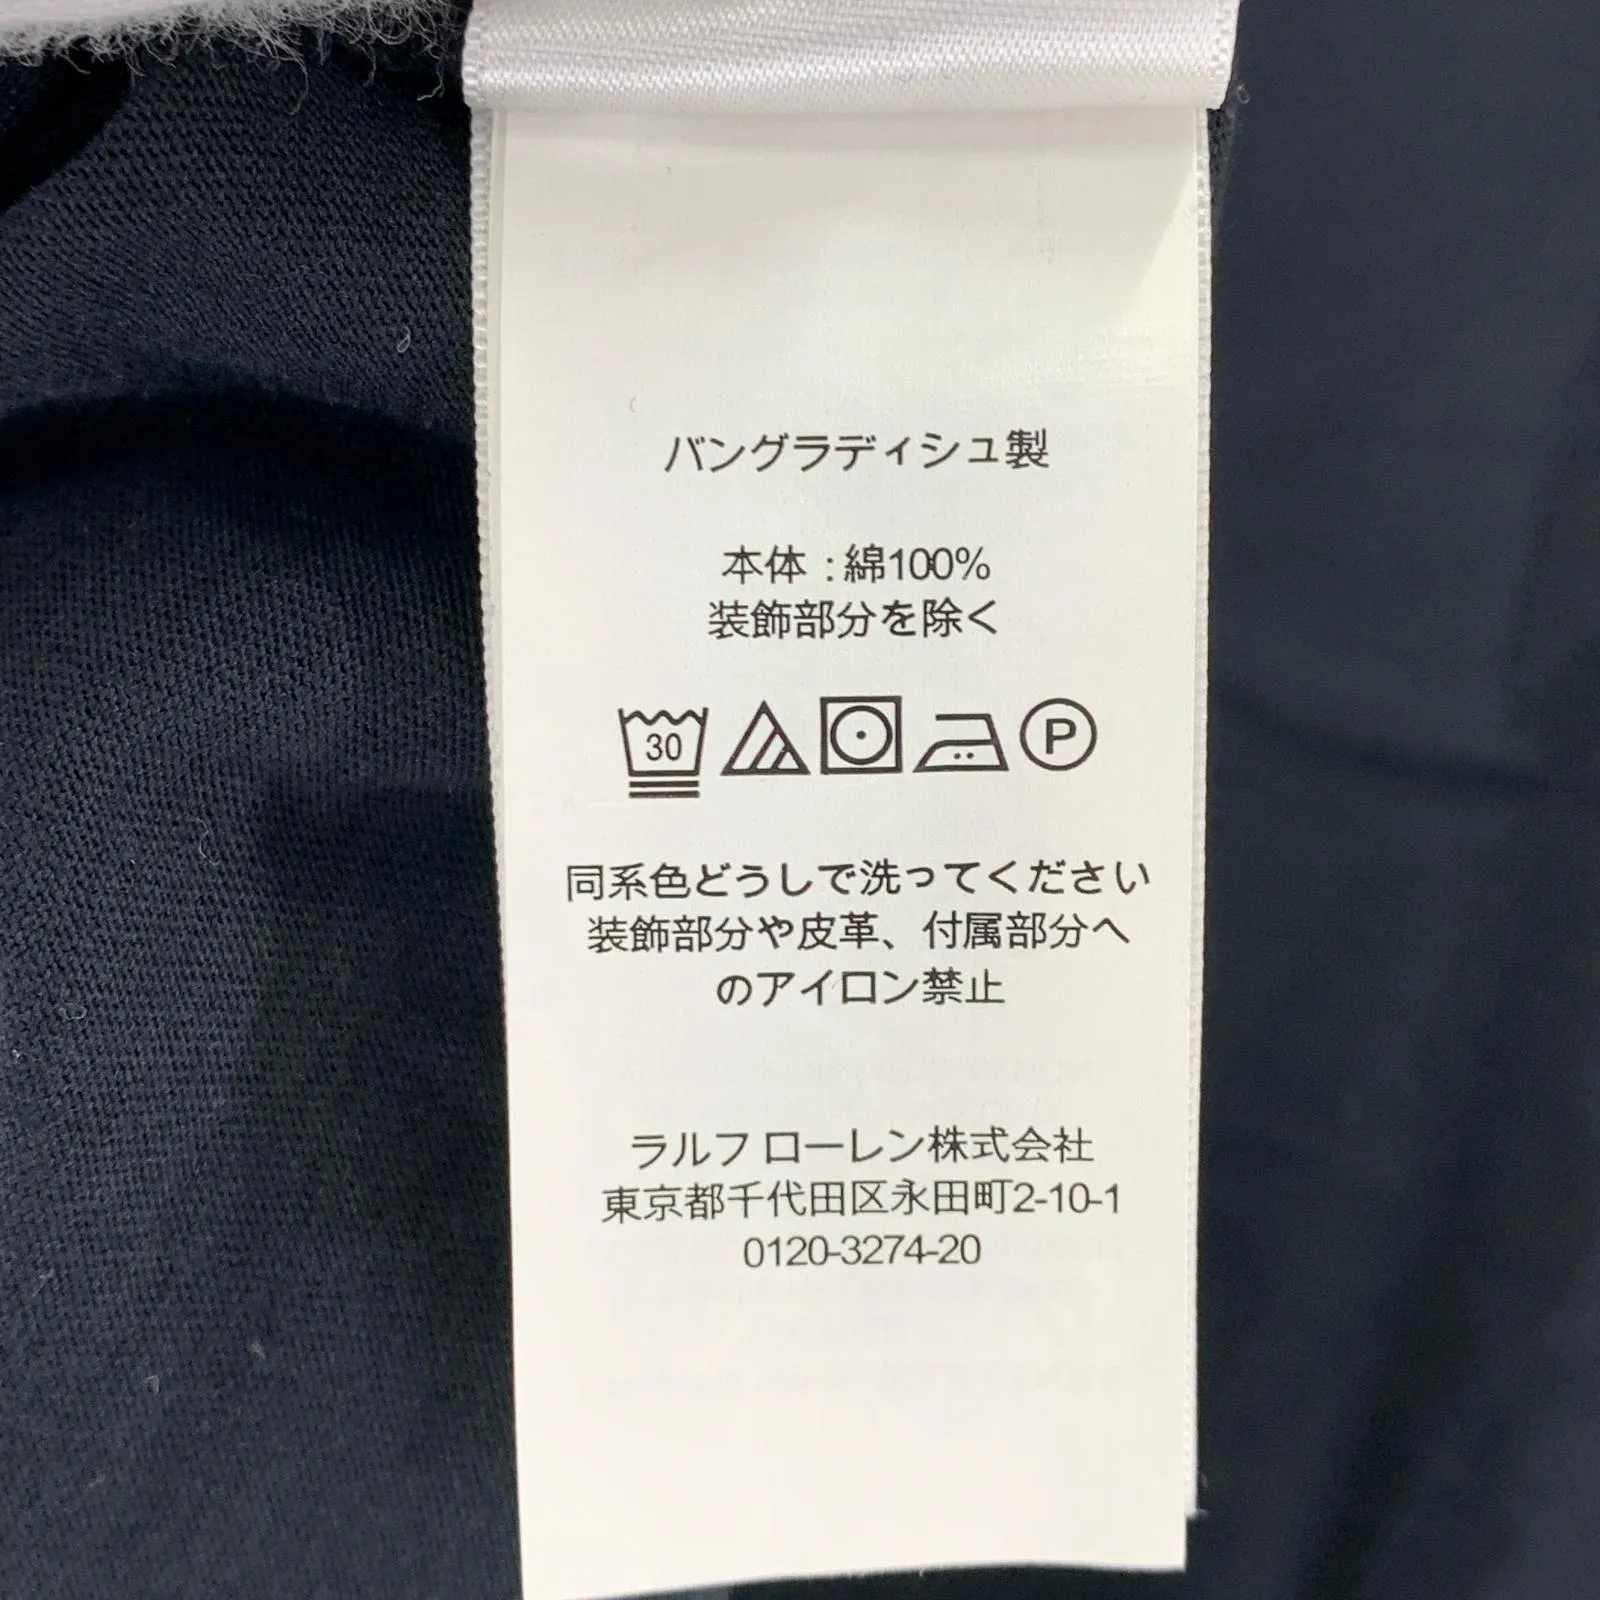 バングラディシュ製
本体 : 綿100%
装飾部分を除く
30 P
同系色どうしで洗ってください
装飾部分や皮革、付属部分へ
のアイロン禁止
ラルフ ローレン株式会社
東京都千代田区永田町2-10-1
0120-3274-20